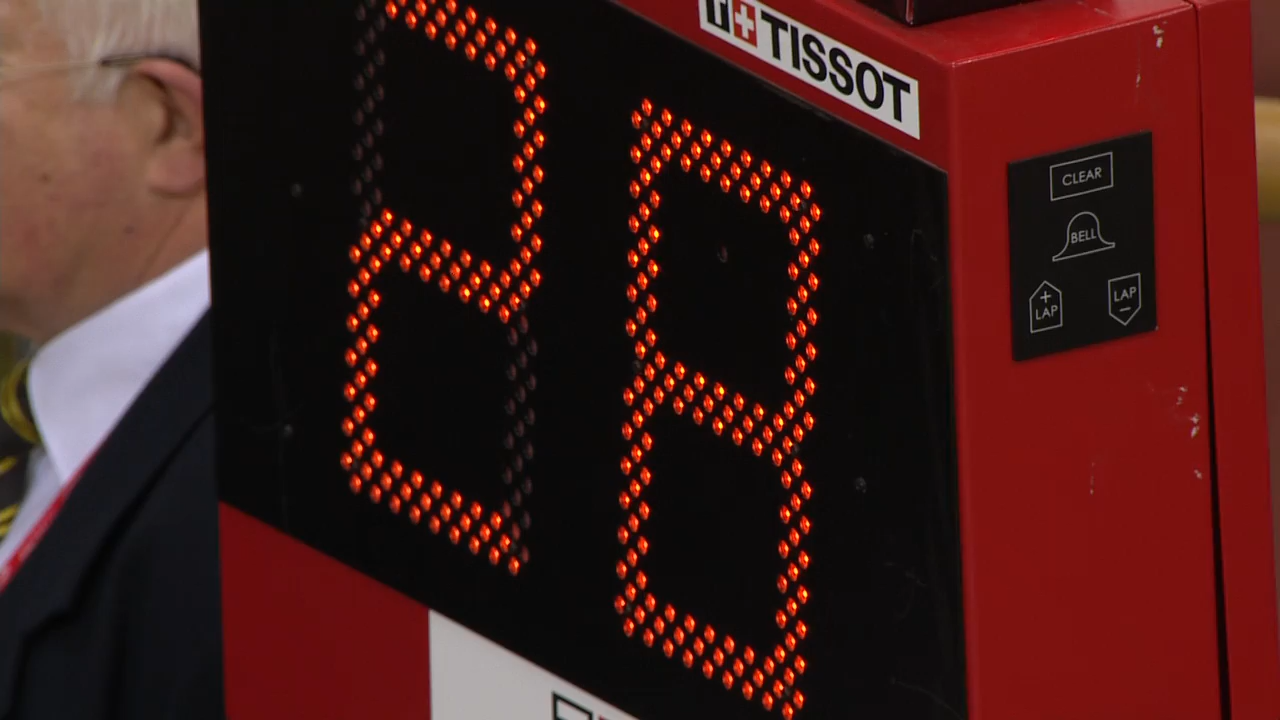 T+TISSOT
28
CLEAR
BELL
+
LAP
LAP
−